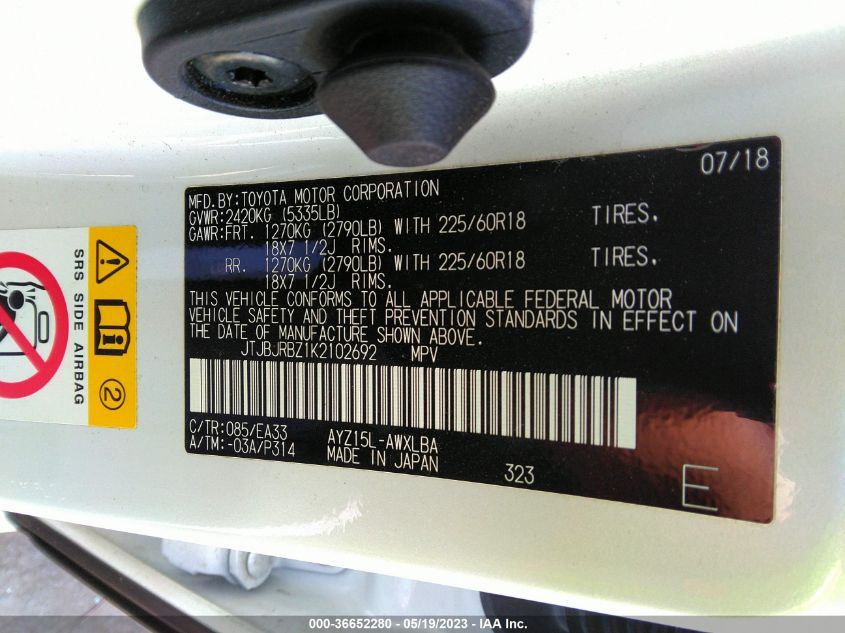 07/18
MFD.BY:TOYOTA MOTOR CORPORATION
GVWR:2420KG (5335LB)
GAWR:FRT. 1270KG (2790LB) WITH 225/60R18 TIRES.
18X7 1/2J RIMS.
RR. 1270KG (2790LB) WITH 225/60R18 TIRES.
18X7 1/2J RIMS.
THIS VEHICLE CONFORMS TO ALL APPLICABLE FEDERAL MOTOR
VEHICLE SAFETY AND THEFT PREVENTION STANDARDS IN EFFECT ON
THE DATE OF MANUFACTURE SHOWN ABOVE.
JTJBJRBZ1K2102692 MPV
C/TR:085/EA33 AYZ15L-AWXLBA
A/TM:-03A/P314 MADE IN JAPAN
323
E
SRS SIDE AIRBAG
2
000-36652280 - 05/19/2023 - IAA Inc.